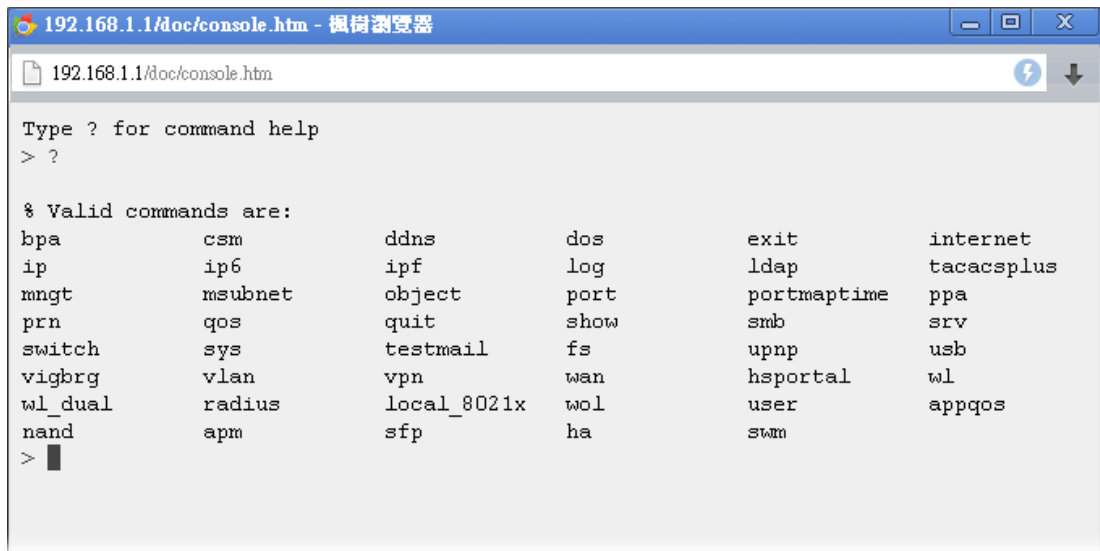 192.168.1.1/doc/console.htm - 楓樹瀏覽器
192.168.1.1/doc/console.htm
Type ? for command help
> ?
% Valid commands are:
bpa csm ddns dos exit internet
ip ip6 ipf log ldap tacacsplus
mngt msubnet object port portmaptime ppa
prn qos quit show smb srv
switch sys testmail fs upnp usb
vigbrg vlan vpn wan hsportal wl
wl_dual radius local_8021x wol user appqos
nand apm sfp ha swm
>